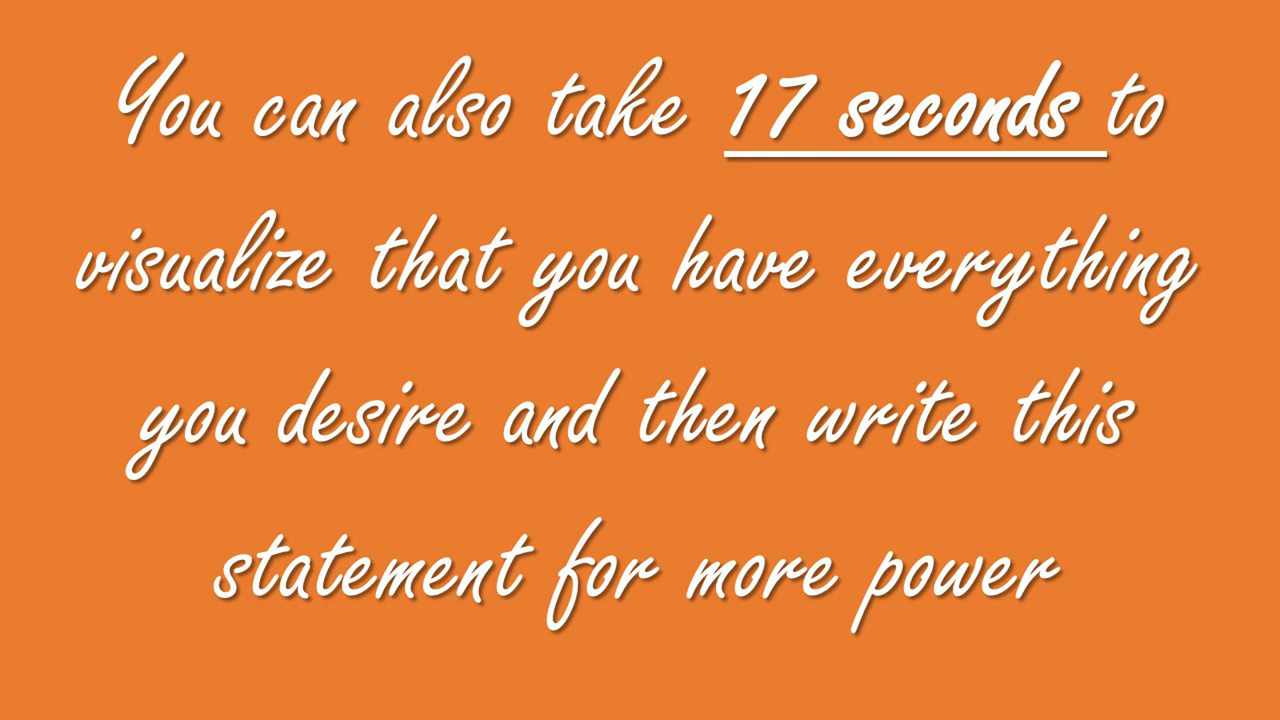 You can also take 17 seconds to
visualize that you have everything
you desire and then write this
statement for more power